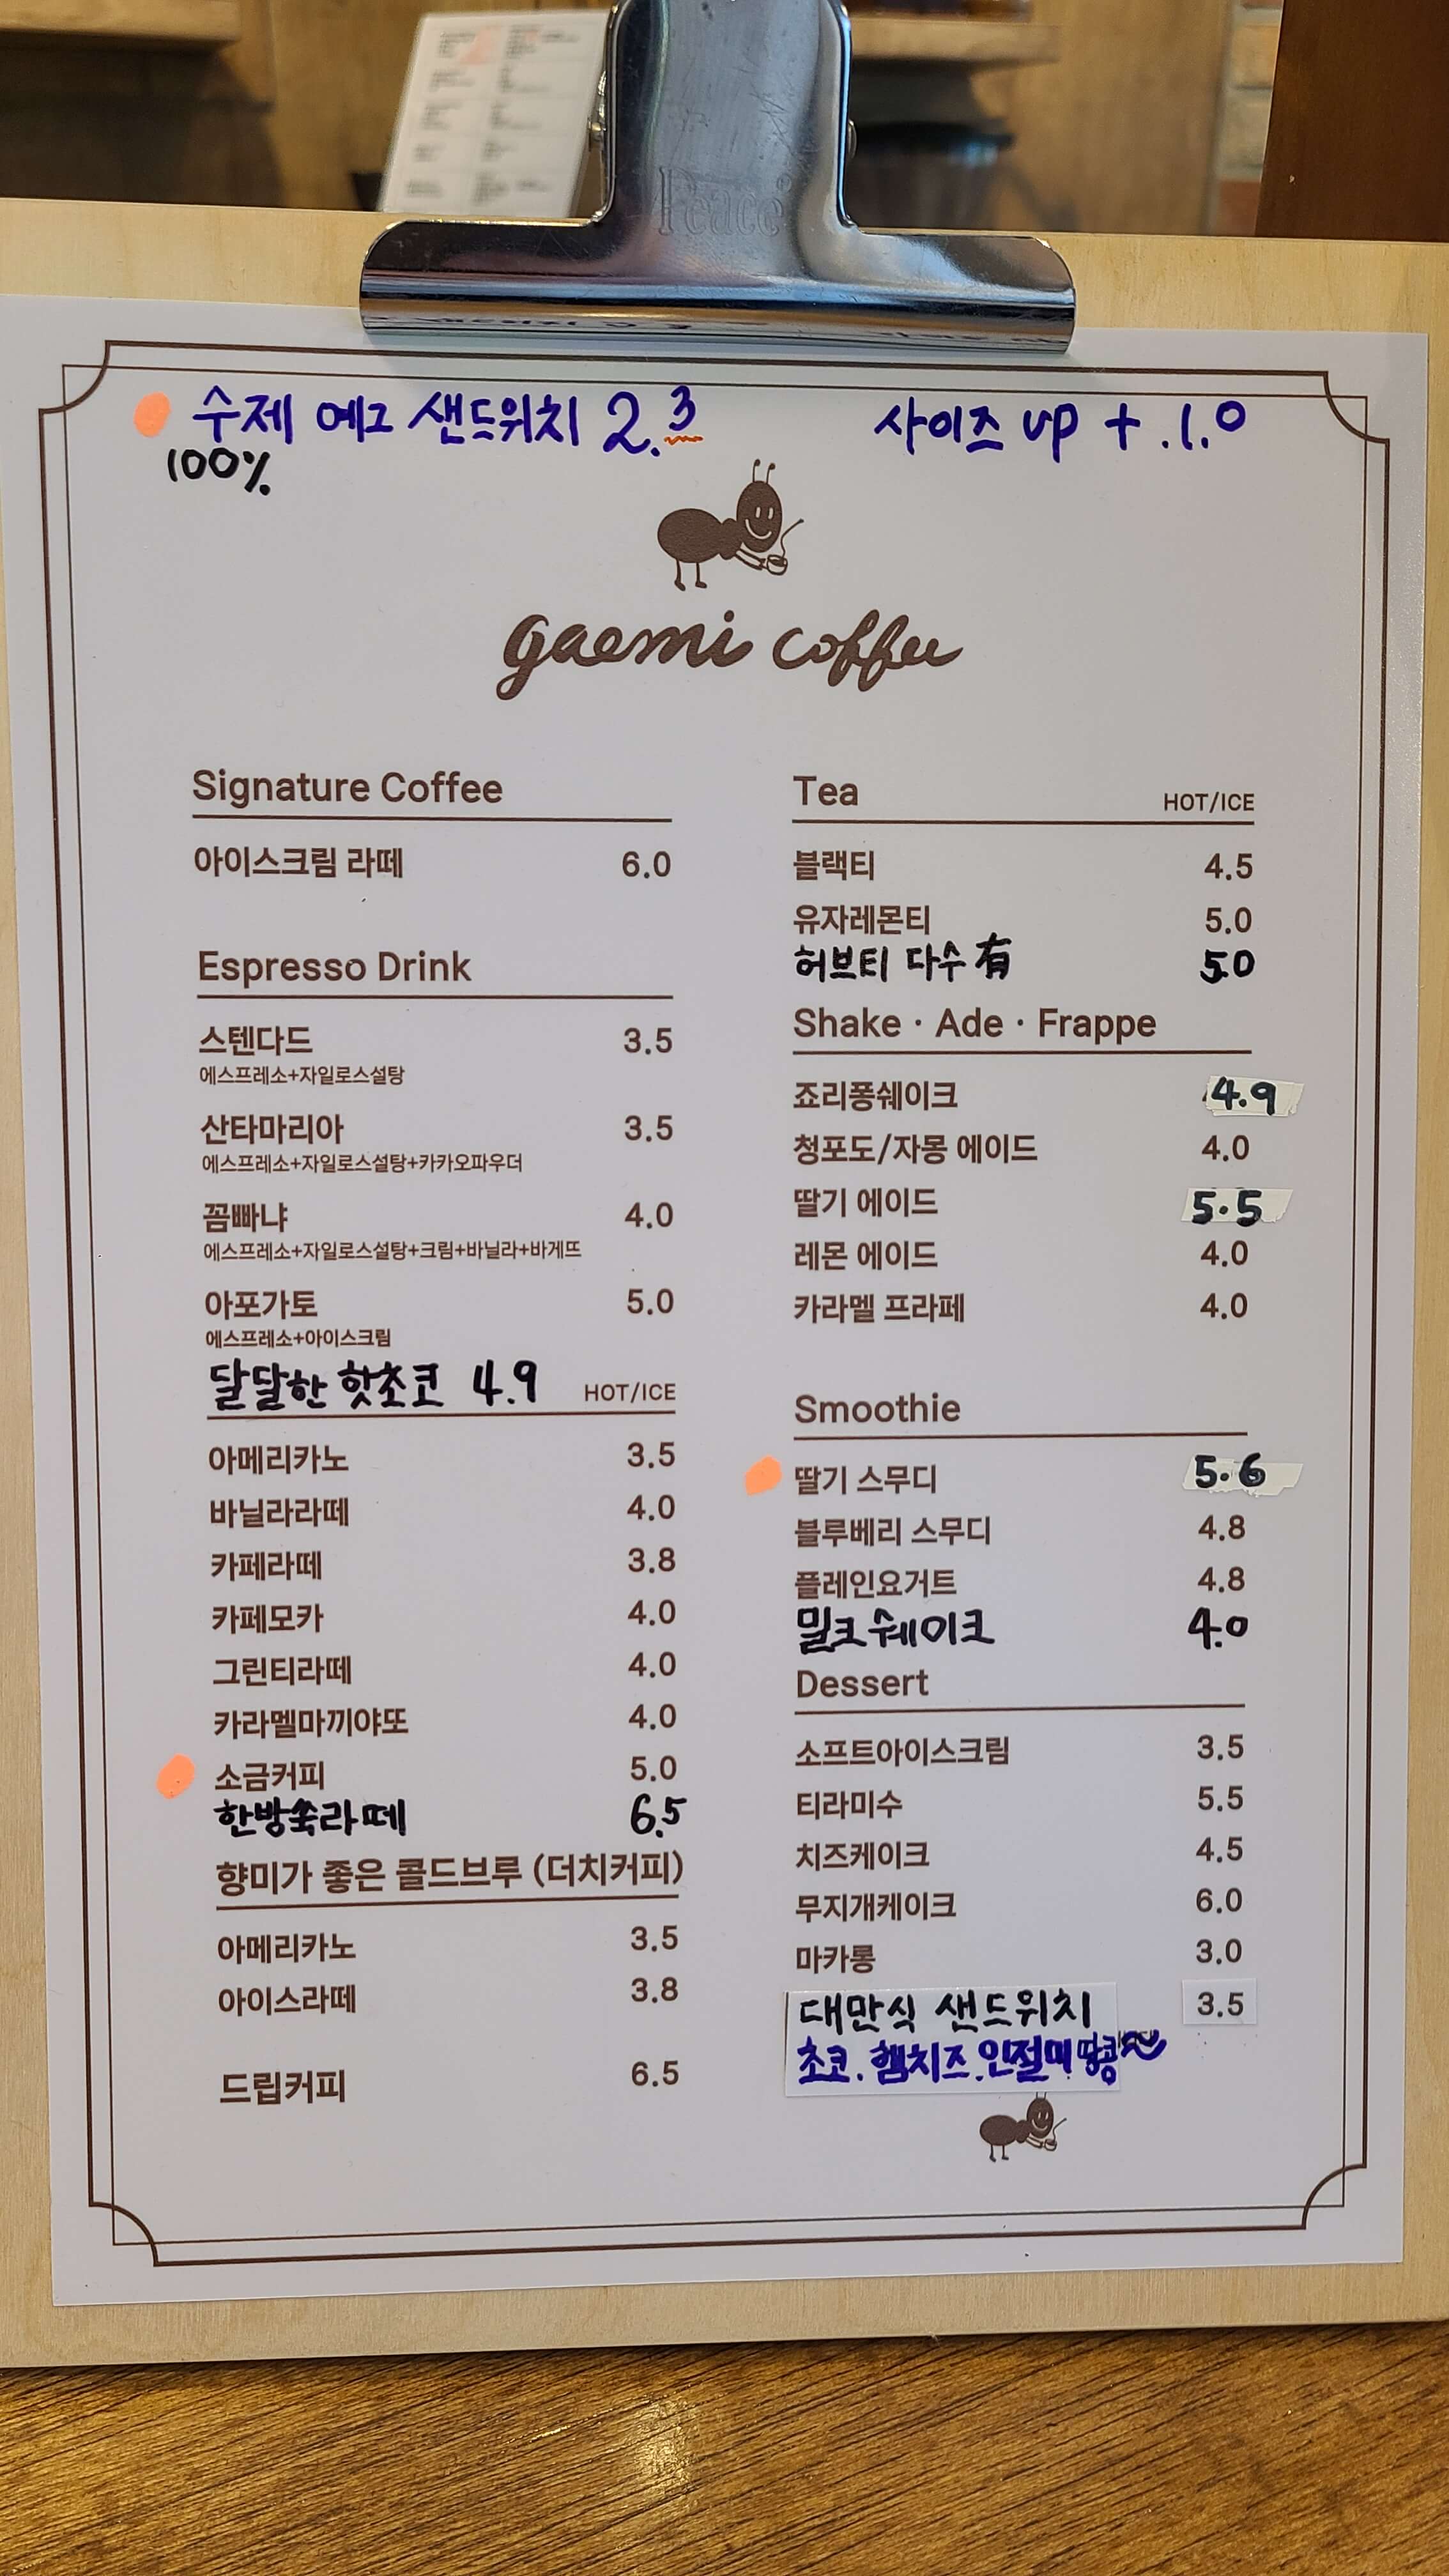 Peace
수제 에그 샌드위치 2.3
100%
사이즈 up + .1.0
gaemi coffee
Signature Coffee
아이스크림 라떼 6.0
Espresso Drink
스텐다드 3.5
에스프레소+자일로스설탕
산타마리아 3.5
에스프레소+자일로스설탕+카카오파우더
꼼빠냐 4.0
에스프레소+자일로스설탕+크림+바닐라+바게뜨
아포가토 5.0
에스프레소+아이스크림
달달한 핫초코 4.9 HOT/ICE
아메리카노 3.5
바닐라라떼 4.0
카페라떼 3.8
카페모카 4.0
그린티라떼 4.0
카라멜마끼야또 4.0
소금커피 5.0
한방쑥라떼 6.5
향미가 좋은 콜드브루 (더치커피)
아메리카노 3.5
아이스라떼 3.8
드립커피 6.5
Tea HOT/ICE
블랙티 4.5
유자레몬티 5.0
허브티 다수 有 5.0
Shake · Ade · Frappe
죠리퐁쉐이크 4.9
청포도/자몽 에이드 4.0
딸기 에이드 5.5
레몬 에이드 4.0
카라멜 프라페 4.0
Smoothie
딸기 스무디 5.6
블루베리 스무디 4.8
플레인요거트 4.8
밀크쉐이크 4.0
Dessert
소프트아이스크림 3.5
티라미수 5.5
치즈케이크 4.5
무지개케이크 6.0
마카롱 3.0
대만식 샌드위치 3.5
초코. 햄치즈. 인절미 땅콩